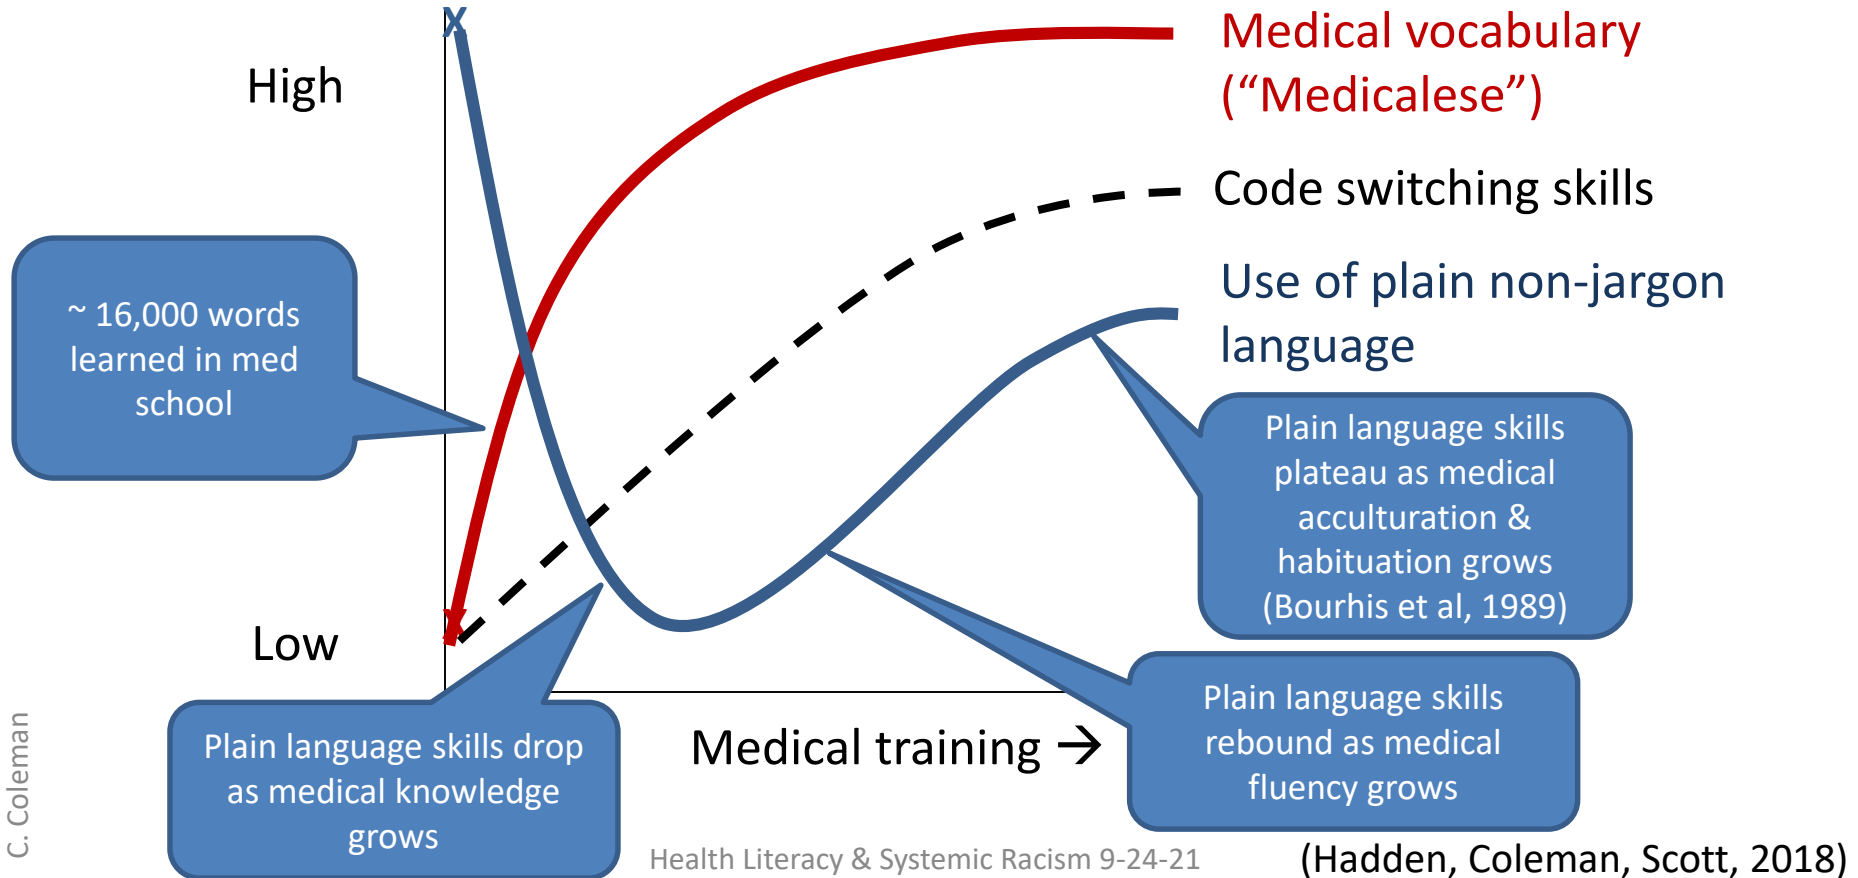 X
High
Medical vocabulary
(“Medicalese”)
Code switching skills
Use of plain non-jargon
language
~ 16,000 words
learned in med
school
Plain language skills
plateau as medical
acculturation &
habituation grows
(Bourhis et al, 1989)
X
Low
Plain language skills drop
as medical knowledge
grows
Medical training →
Plain language skills
rebound as medical
fluency grows
C. Coleman
Health Literacy & Systemic Racism 9-24-21
(Hadden, Coleman, Scott, 2018)